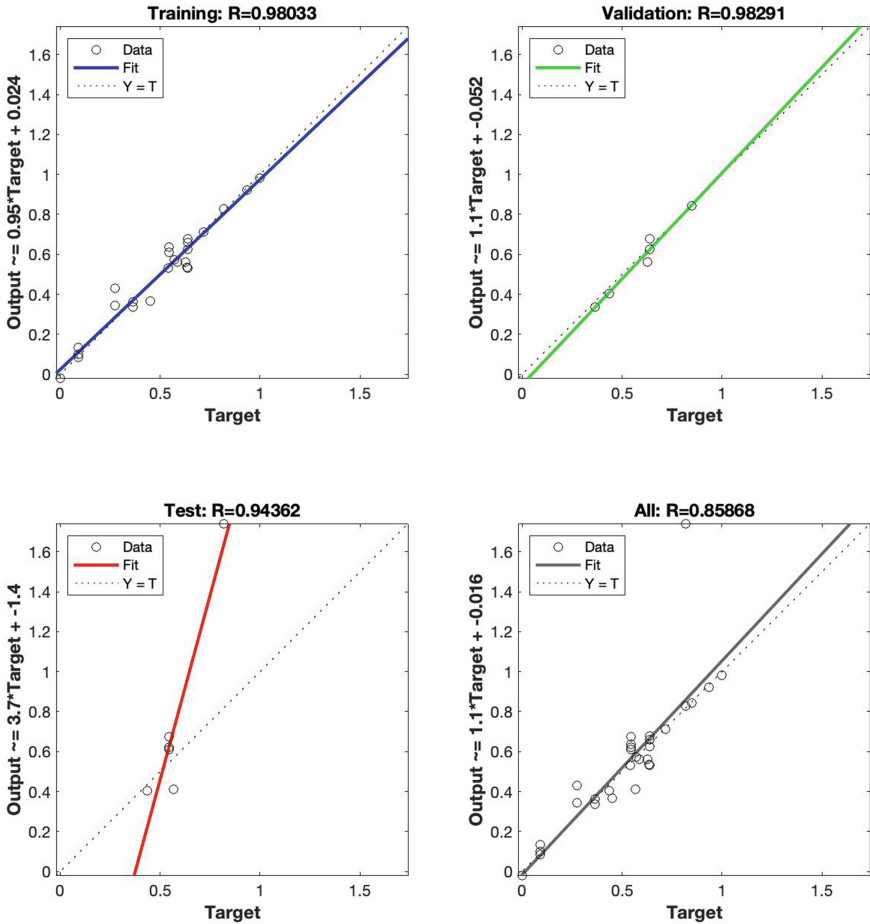 Training: R=0.98033
Output ~= 0.95*Target + 0.024
1.6
1.4
1.2
1
0.8
0.6
0.4
0.2
0
Data
Fit
Y = T
0
0.5
1
1.5
Target
Validation: R=0.98291
Output ~= 1.1*Target + -0.052
1.6
1.4
1.2
1
0.8
0.6
0.4
0.2
0
Data
Fit
Y = T
0
0.5
1
1.5
Target
Test: R=0.94362
Output ~= 3.7*Target + -1.4
1.6
1.4
1.2
1
0.8
0.6
0.4
0.2
0
Data
Fit
Y = T
0
0.5
1
1.5
Target
All: R=0.85868
Output ~= 1.1*Target + -0.016
1.6
1.4
1.2
1
0.8
0.6
0.4
0.2
0
Data
Fit
Y = T
0
0.5
1
1.5
Target